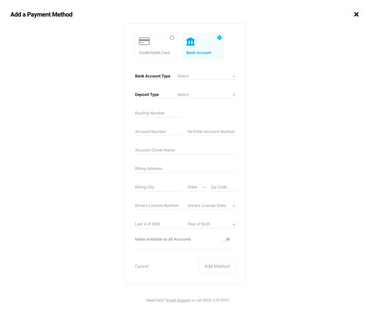 Add a Payment Method
Credit/Debit Card
Bank Account
Bank Account Type Select
Deposit Type Select
Routing Number
Account Number Re-Enter Account Number
Account Owner Name
Billing Address
Billing City State Zip Code
Drivers License Number Drivers License State
Last 4 of SSN Year of Birth
Make available to all Accounts
Cancel Add Method
Need help? Email Support or call